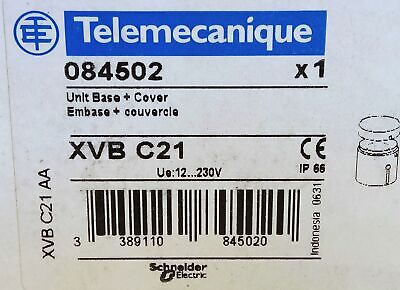 Telemecanique
084502 x1
Unit Base + Cover
Embase + couvercle
XVB C21 CE
Ue:12...230V IP 66
XVB C21 AA
3 389110 845020
Indonesia 0631
Schneider
Electric